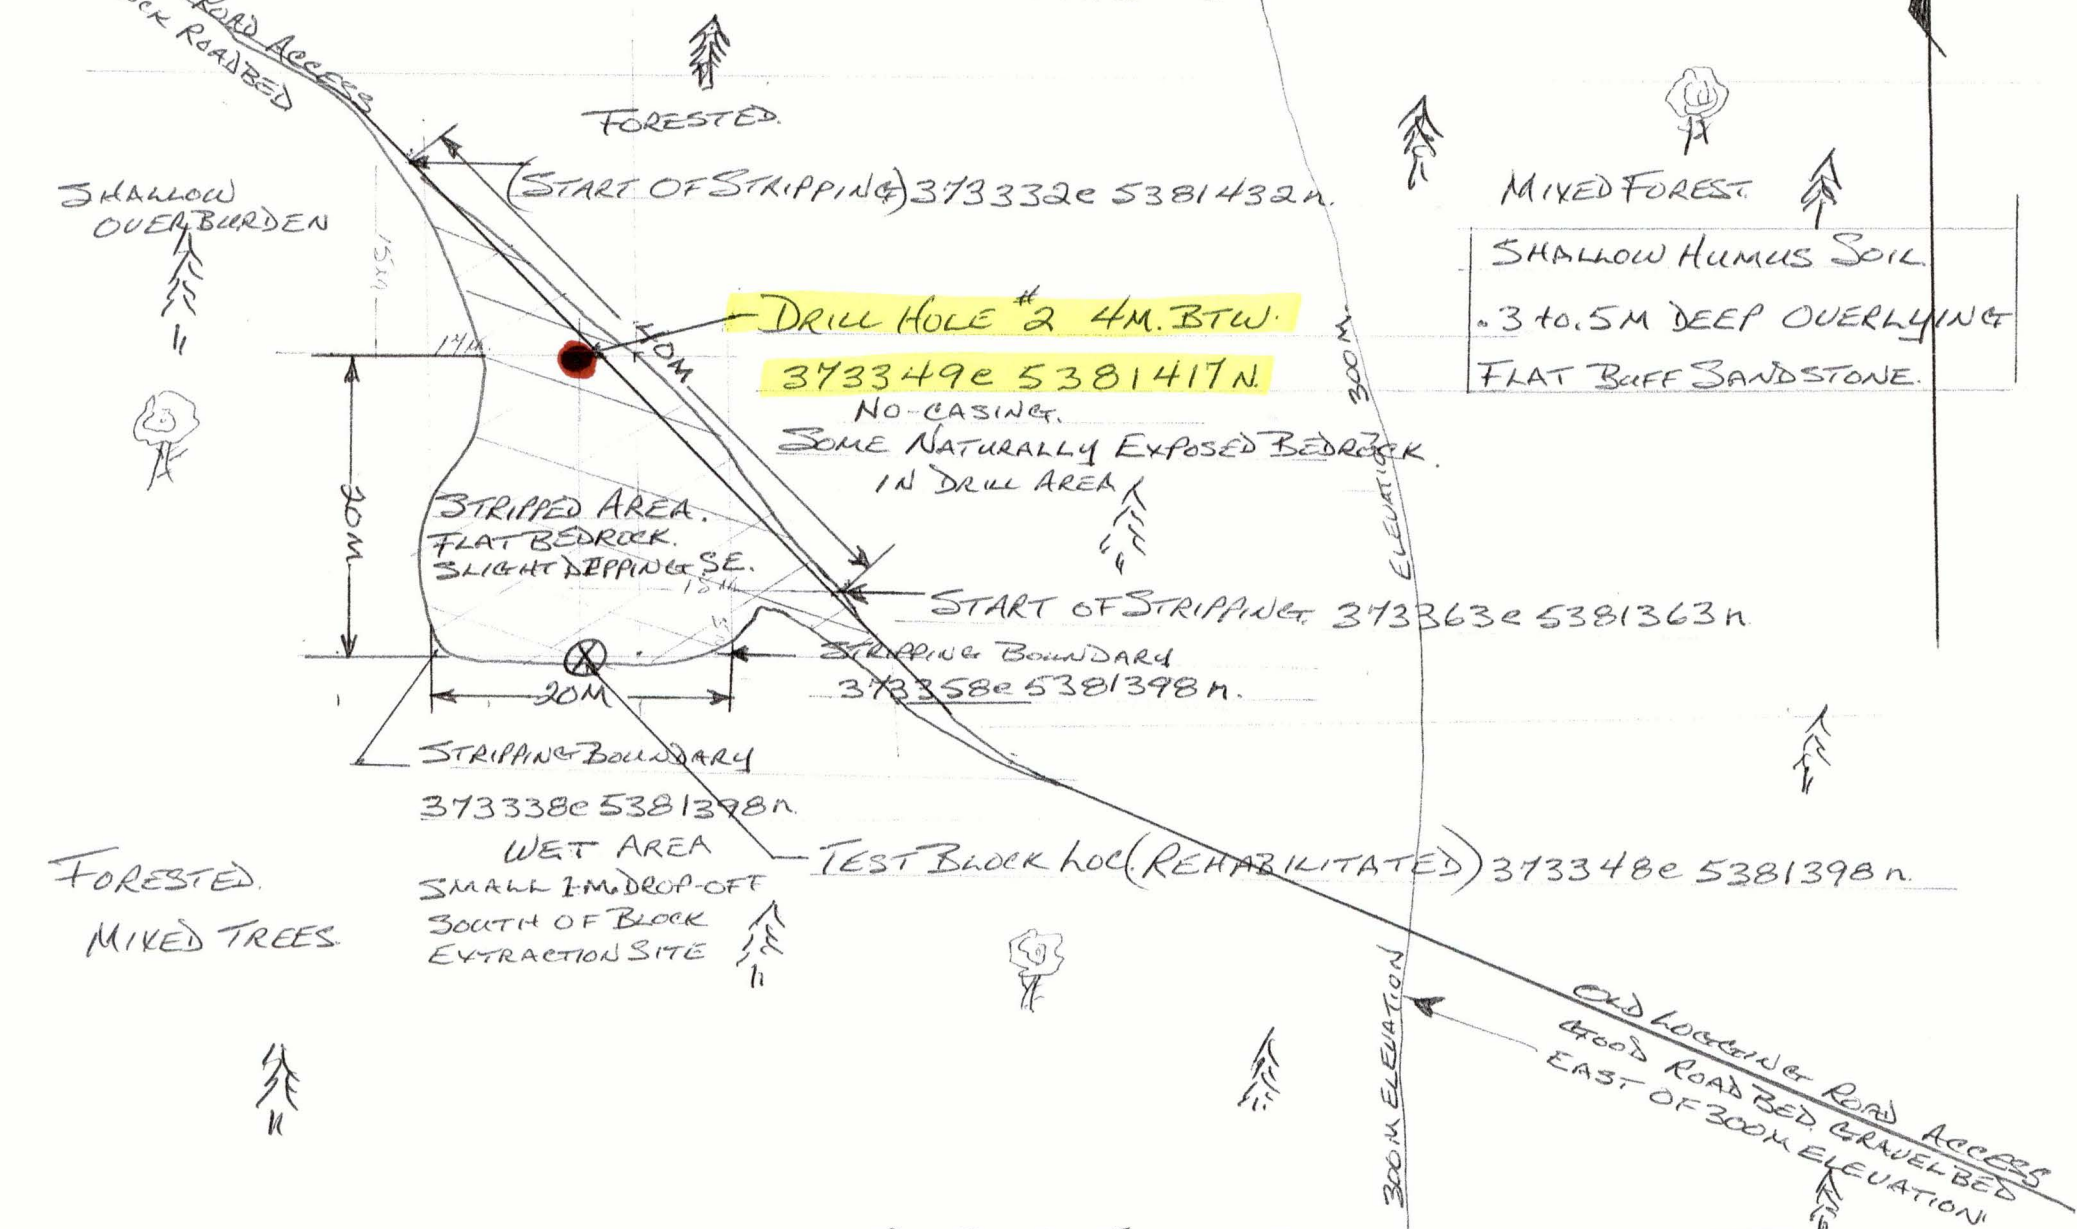 ROAD ACCESS
ROADBED
FORESTED.
(START OF STRIPPING) 373332e 5381432n.
SHALLOW
OVERBURDEN
15M
MIXED FOREST.
SHALLOW HUMUS SOIL
.3 to .5M DEEP OVERLYING
FLAT BUFF SANDSTONE.
DRILL HOLE #2 4M. BTW.
373349e 5381417N.
NO-CASING.
SOME NATURALLY EXPOSED BEDROCK.
IN DRILL AREA
40M
300M.
ELEVATION
20M
STRIPPED AREA.
FLAT BEDROCK.
SLIGHT DIPPING SE.
START OF STRIPPING. 373363e 5381363n
STRIPPING BOUNDARY
373358e 5381398n.
20M
STRIPPING BOUNDARY
373338e 5381398n.
WET AREA
SMALL 1M. DROP-OFF
SOUTH OF BLOCK
EXTRACTION SITE
TEST BLOCK LOC. (REHABILITATED) 373348e 5381398n.
FORESTED.
MIXED TREES.
300M ELEVATION
OLD LOGGING ROAD ACCESS
GOOD ROAD BED. GRAVEL BED
EAST OF 300M ELEVATION